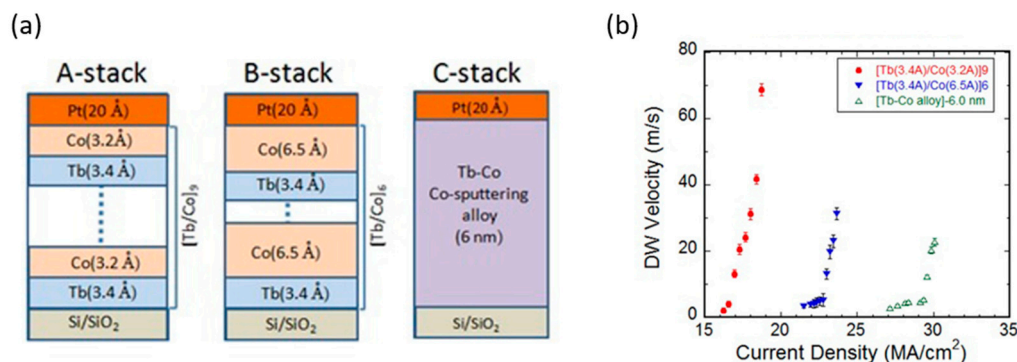 (a)
A-stack
Pt(20 Å)
Co(3.2Å)
Tb(3.4 Å)
Co(3.2 Å)
Tb(3.4 Å)
Si/SiO₂
[Tb/Co]₉
B-stack
Pt(20 Å)
Co(6.5Å)
Tb(3.4 Å)
Co(6.5 Å)
Tb(3.4 Å)
Si/SiO₂
[Tb/Co]₆
C-stack
Pt(20 Å)
Tb-Co
Co-sputtering
alloy
(6 nm)
Si/SiO₂
(b)
80
60
40
20
0
DW Velocity (m/s)
[Tb(3.4A)/Co(3.2A)]9
[Tb(3.4A)/Co(6.5A)]6
[Tb-Co alloy]-6.0 nm
15 20 25 30 35
Current Density (MA/cm²)